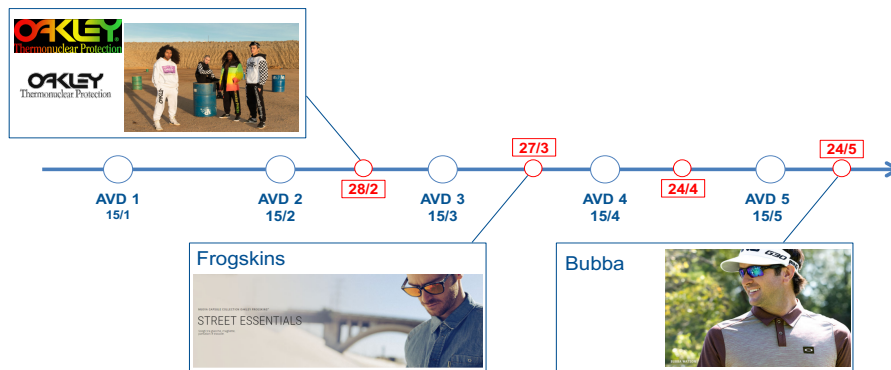 OAKLEY
Thermonuclear Protection
OAKLEY
Thermonuclear Protection
27/3
24/5
28/2
24/4
AVD 1
15/1
AVD 2
15/2
AVD 3
15/3
AVD 4
15/4
AVD 5
15/5
Frogskins
STREET ESSENTIALS
Bubba
G30